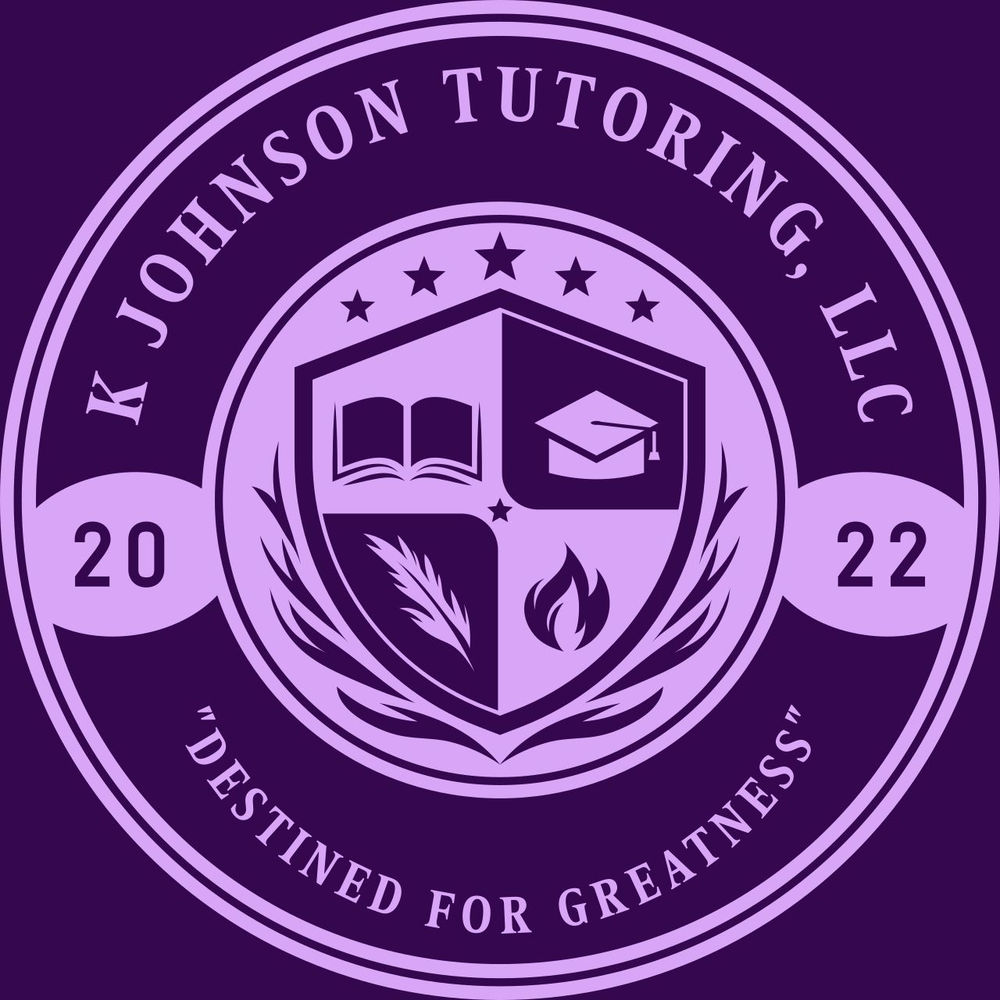 K JOHNSON TUTORING, LLC
20 22
"DESTINED FOR GREATNESS"